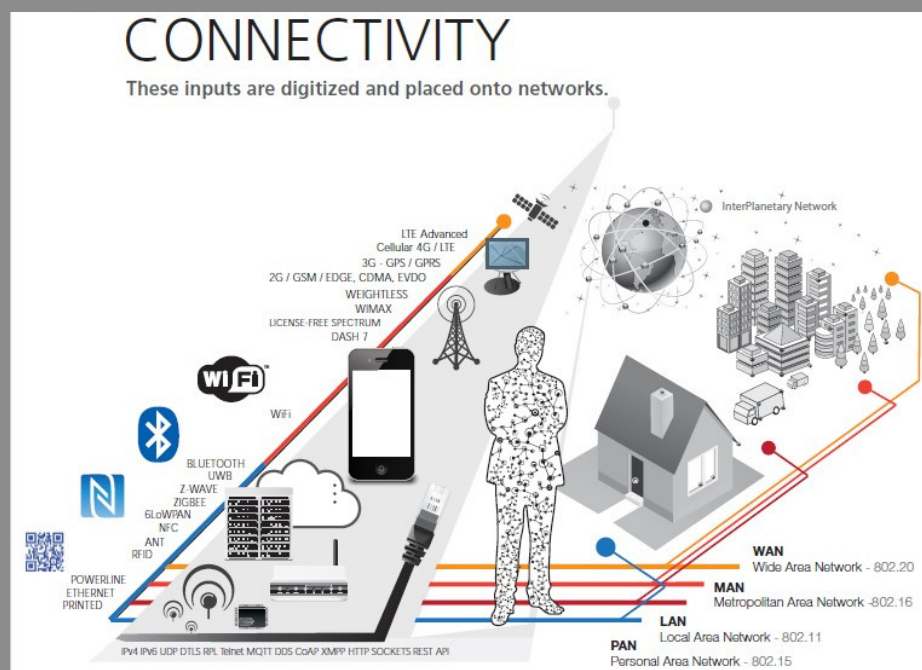 CONNECTIVITY
These inputs are digitized and placed onto networks.
InterPlanetary Network
LTE Advanced
Cellular 4G / LTE
3G - GPS / GPRS
2G / GSM / EDGE, CDMA, EVDO
WEIGHTLESS
WIMAX
LICENSE-FREE SPECTRUM
DASH 7
WiFi
WiFi
BLUETOOTH
UWB
Z-WAVE
ZIGBEE
6LoWPAN
NFC
ANT
RFID
POWERLINE
ETHERNET
PRINTED
WAN
Wide Area Network - 802.20
MAN
Metropolitan Area Network -802.16
LAN
Local Area Network - 802.11
PAN
Personal Area Network - 802.15
IPv4 IPv6 UDP DTLS RPL Telnet MQTT DDS CoAP XMPP HTTP SOCKETS REST API